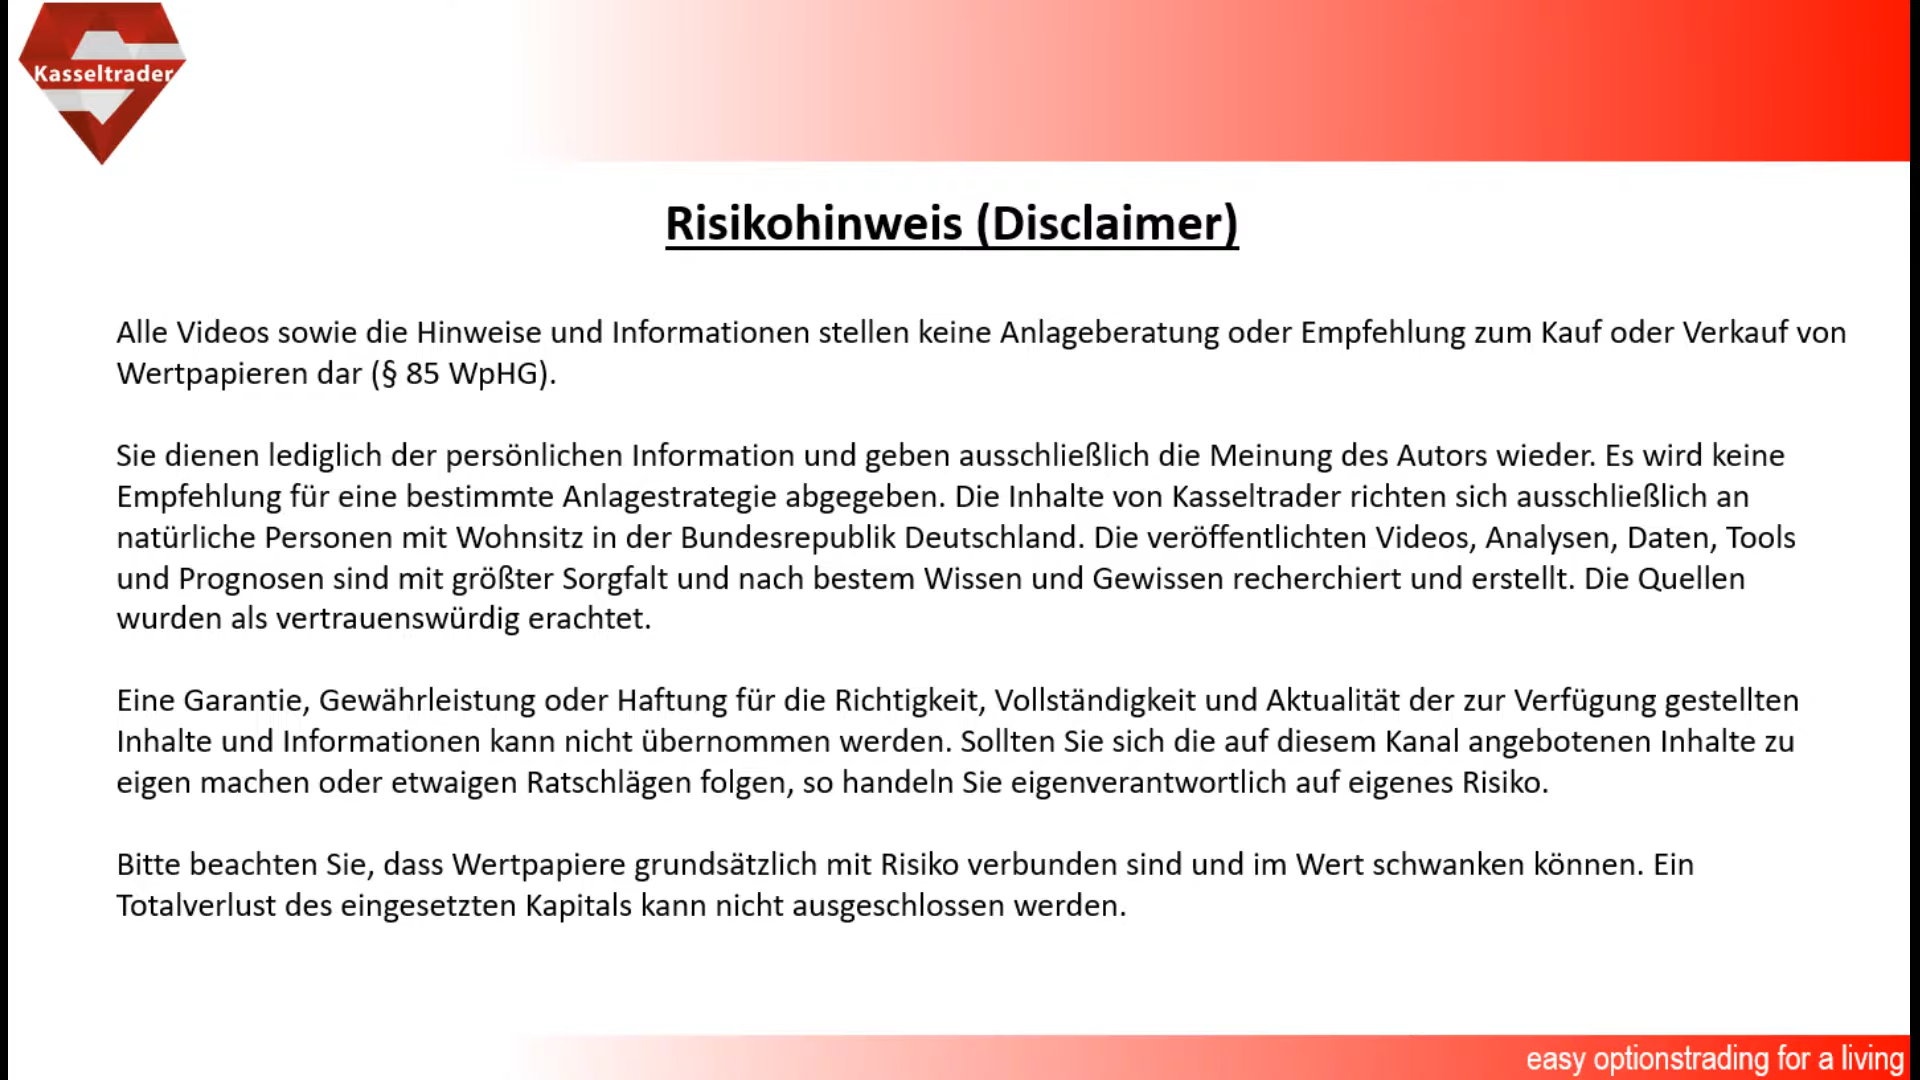 Kasseltrader
Risikohinweis (Disclaimer)
Alle Videos sowie die Hinweise und Informationen stellen keine Anlageberatung oder Empfehlung zum Kauf oder Verkauf von
Wertpapieren dar (§ 85 WpHG).
Sie dienen lediglich der persönlichen Information und geben ausschließlich die Meinung des Autors wieder. Es wird keine
Empfehlung für eine bestimmte Anlagestrategie abgegeben. Die Inhalte von Kasseltrader richten sich ausschließlich an
natürliche Personen mit Wohnsitz in der Bundesrepublik Deutschland. Die veröffentlichten Videos, Analysen, Daten, Tools
und Prognosen sind mit größter Sorgfalt und nach bestem Wissen und Gewissen recherchiert und erstellt. Die Quellen
wurden als vertrauenswürdig erachtet.
Eine Garantie, Gewährleistung oder Haftung für die Richtigkeit, Vollständigkeit und Aktualität der zur Verfügung gestellten
Inhalte und Informationen kann nicht übernommen werden. Sollten Sie sich die auf diesem Kanal angebotenen Inhalte zu
eigen machen oder etwaigen Ratschlägen folgen, so handeln Sie eigenverantwortlich auf eigenes Risiko.
Bitte beachten Sie, dass Wertpapiere grundsätzlich mit Risiko verbunden sind und im Wert schwanken können. Ein
Totalverlust des eingesetzten Kapitals kann nicht ausgeschlossen werden.
easy optionstrading for a living